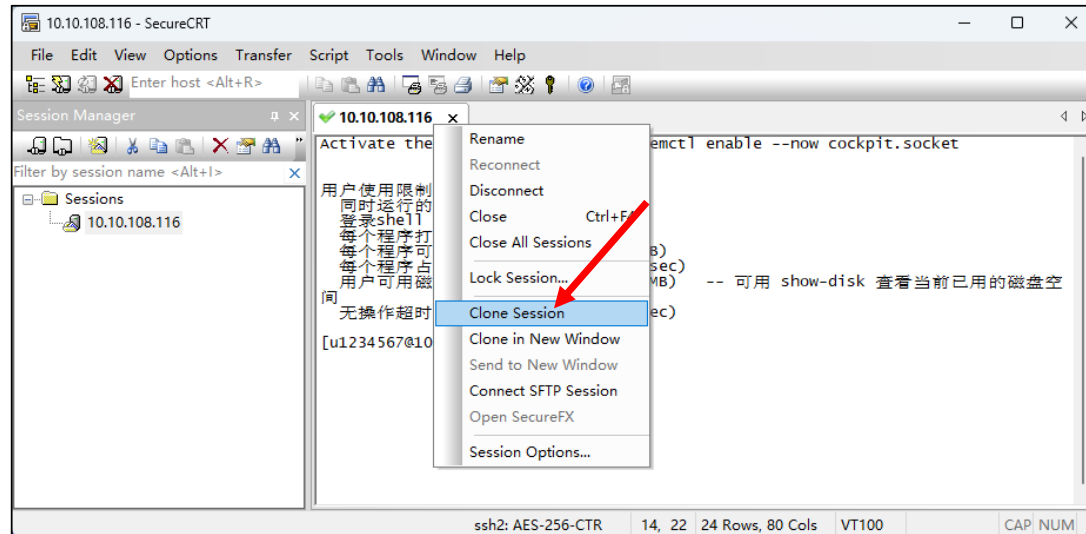 10.10.108.116 - SecureCRT
File Edit View Options Transfer Script Tools Window Help
Enter host <Alt+R>
Session Manager
10.10.108.116
Filter by session name <Alt+I>
Sessions
10.10.108.116
Activate the emctl enable --now cockpit.socket
用户使用限制
同时运行的
登录shell
每个程序打
每个程序可 B)
每个程序占 sec)
用户可用磁 MB) -- 可用 show-disk 查看当前已用的磁盘空
间
无操作超时 ec)
[u1234567@10
Rename
Reconnect
Disconnect
Close Ctrl+F4
Close All Sessions
Lock Session...
Clone Session
Clone in New Window
Send to New Window
Connect SFTP Session
Open SecureFX
Session Options...
ssh2: AES-256-CTR 14, 22 24 Rows, 80 Cols VT100 CAP NUM